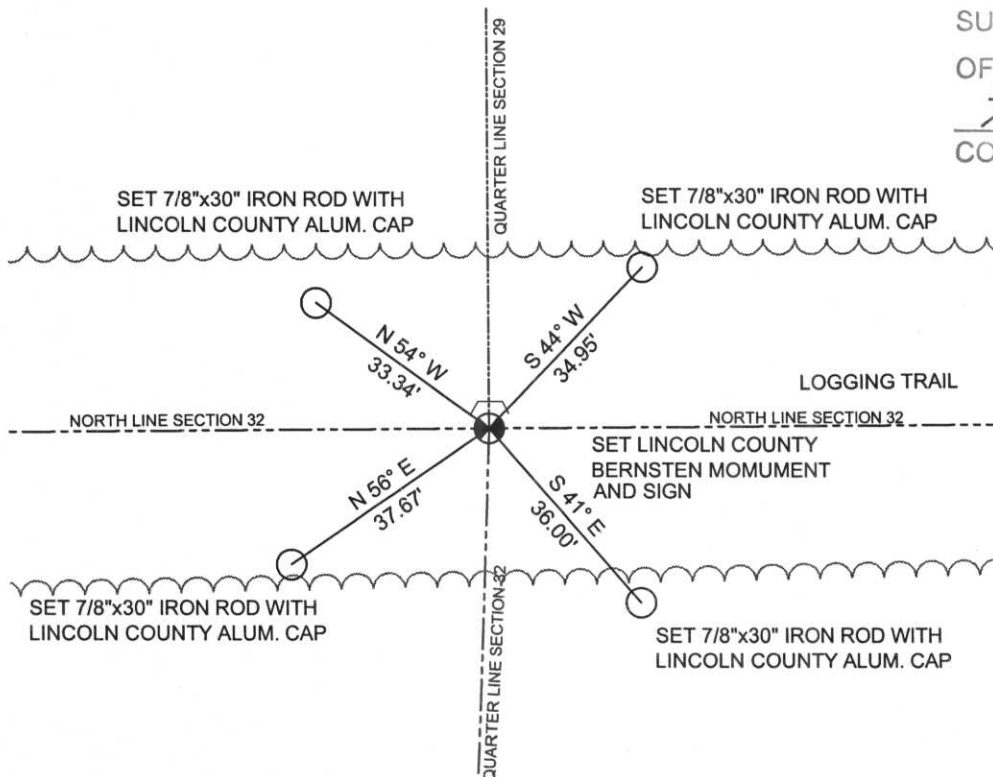 SU
OF
CO
QUARTER LINE SECTION 29
SET 7/8"x30" IRON ROD WITH
LINCOLN COUNTY ALUM. CAP
SET 7/8"x30" IRON ROD WITH
LINCOLN COUNTY ALUM. CAP
N 54° W
33.34'
S 44° W
34.95'
LOGGING TRAIL
NORTH LINE SECTION 32
NORTH LINE SECTION 32
SET LINCOLN COUNTY
BERNSTEN MOMUMENT
AND SIGN
N 56° E
37.67'
S 41° E
36.00'
SET 7/8"x30" IRON ROD WITH
LINCOLN COUNTY ALUM. CAP
SET 7/8"x30" IRON ROD WITH
LINCOLN COUNTY ALUM. CAP
QUARTER LINE SECTION 32